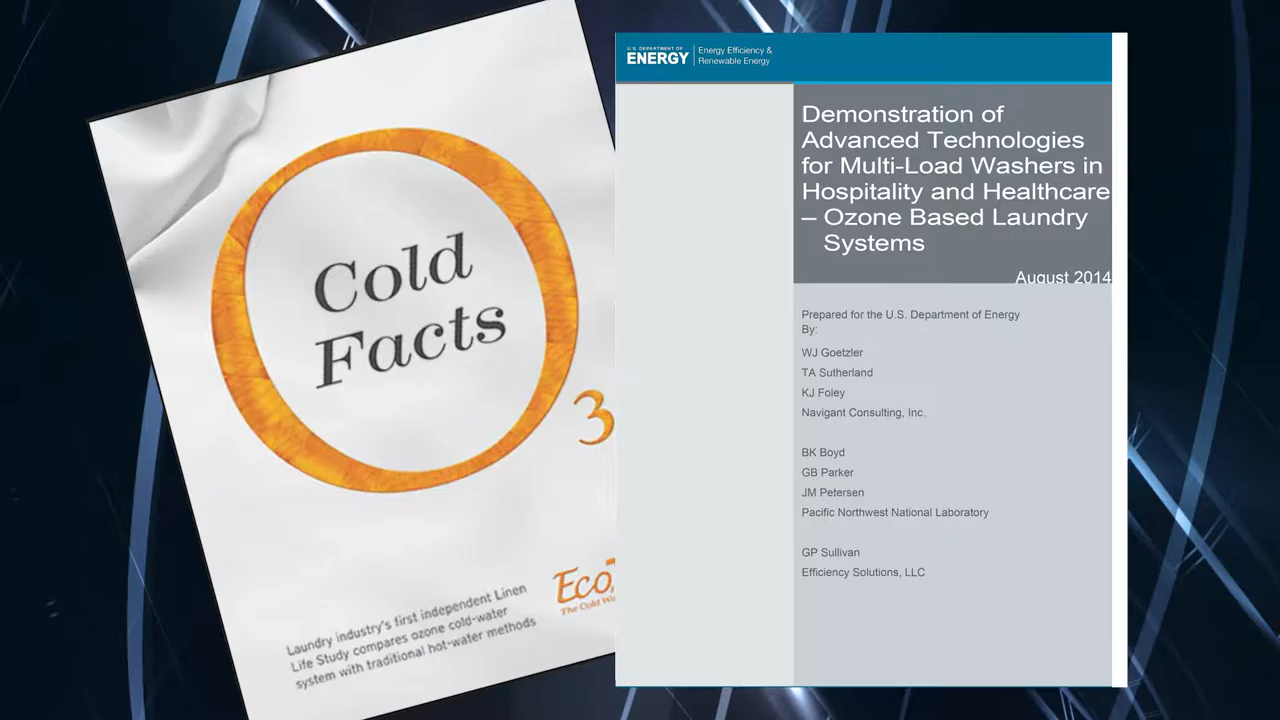 Cold
Facts
O
3
Laundry industry's first independent Linen
Life Study compares ozone cold-water
system with traditional hot-water methods
Eco
The Cold
U.S. DEPARTMENT OF
ENERGY
Energy Efficiency &
Renewable Energy
Demonstration of
Advanced Technologies
for Multi-Load Washers in
Hospitality and Healthcare
– Ozone Based Laundry
Systems
August 2014
Prepared for the U.S. Department of Energy
By:
WJ Goetzler
TA Sutherland
KJ Foley
Navigant Consulting, Inc.
BK Boyd
GB Parker
JM Petersen
Pacific Northwest National Laboratory
GP Sullivan
Efficiency Solutions, LLC